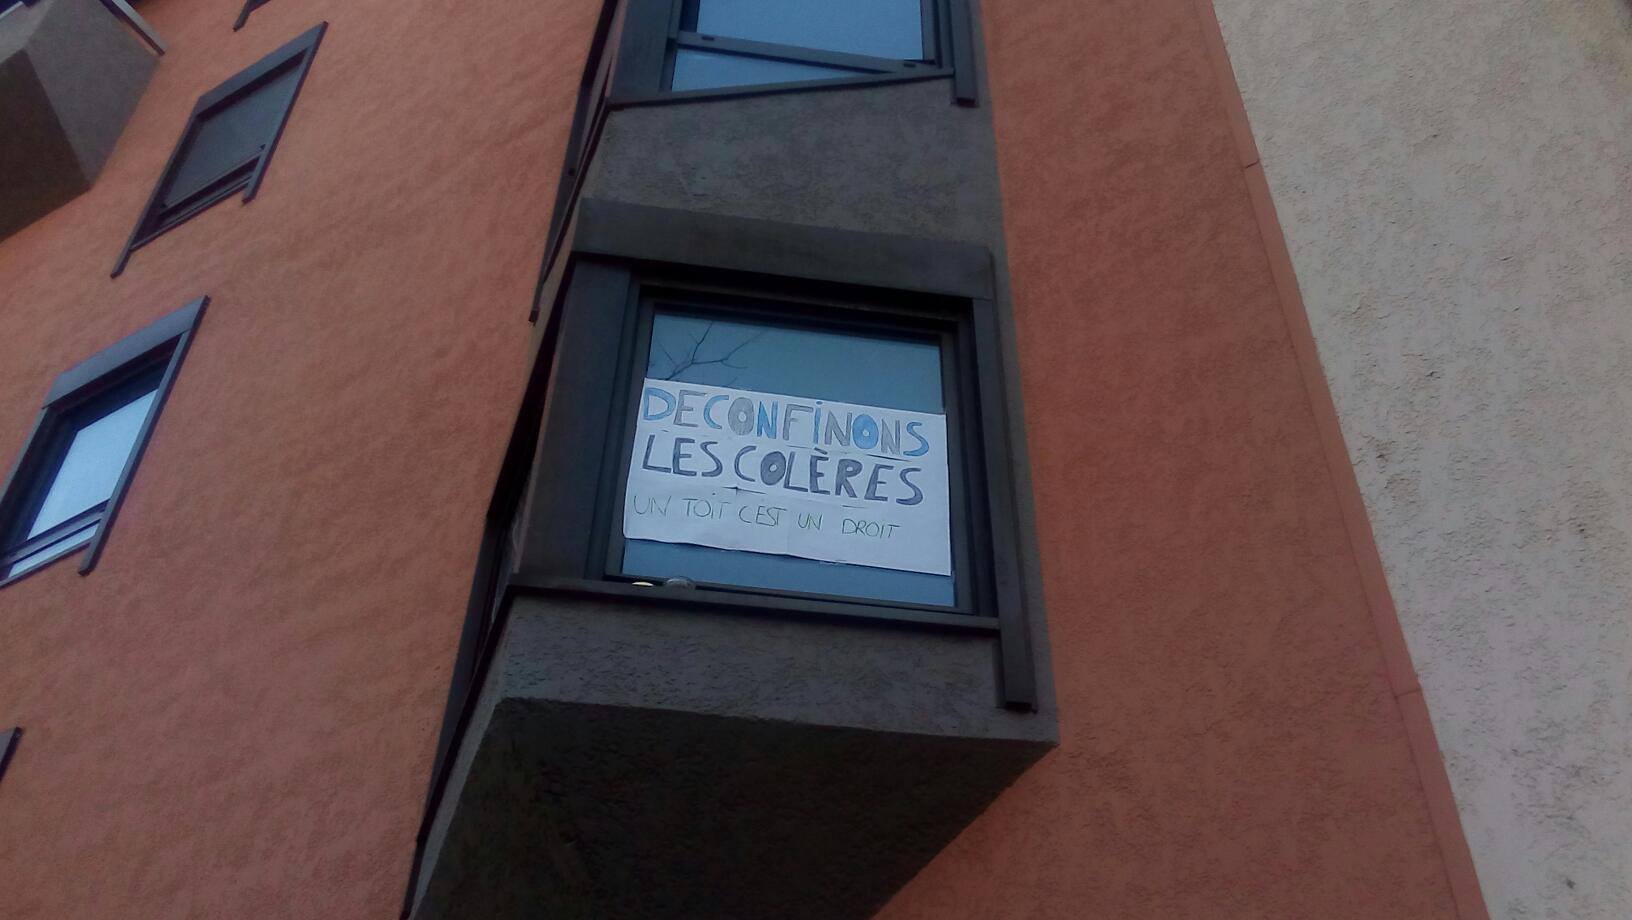 DECONFINONS
LES COLÈRES
UN TOIT C'EST UN DROIT